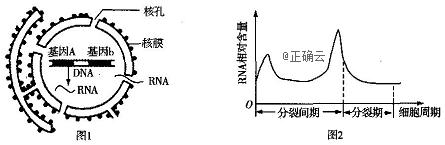 核孔
核膜
基因A 基因b
DNA
RNA
RNA
图1
RNA相对含量
@正确云
0
分裂间期
分裂期
细胞周期
图2